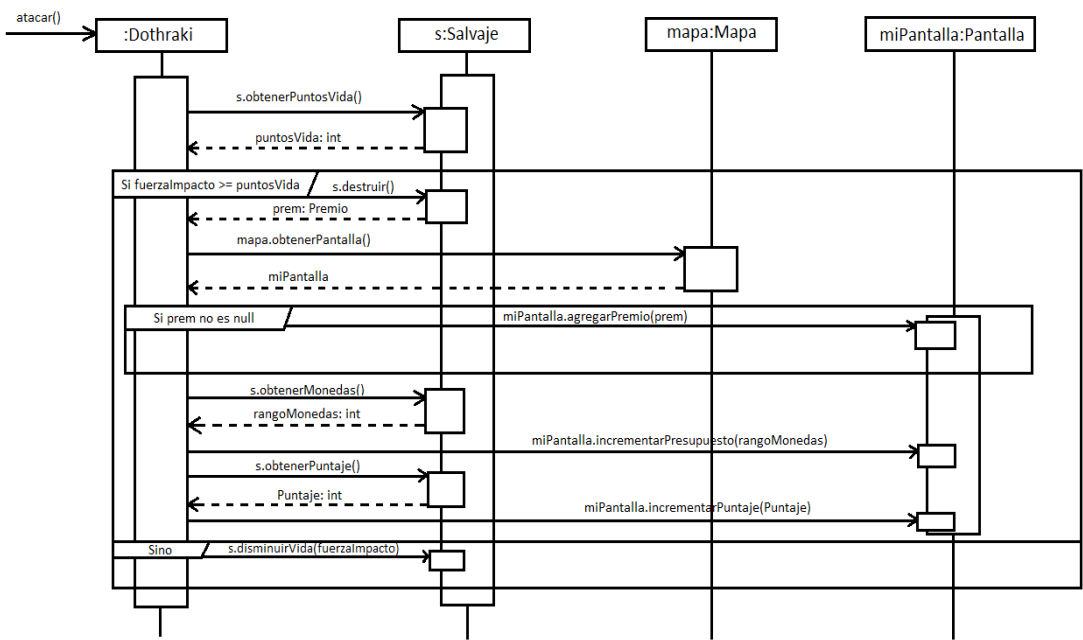 atacar()
:Dothraki
s:Salvaje
mapa:Mapa
miPantalla:Pantalla
s.obtenerPuntosVida()
puntosVida: int
Si fuerzaImpacto >= puntosVida
s.destruir()
prem: Premio
mapa.obtenerPantalla()
miPantalla
Si prem no es null
miPantalla.agregarPremio(prem)
s.obtenerMonedas()
rangoMonedas: int
miPantalla.incrementarPresupuesto(rangoMonedas)
s.obtenerPuntaje()
Puntaje: int
miPantalla.incrementarPuntaje(Puntaje)
Sino
s.disminuirVida(fuerzaImpacto)